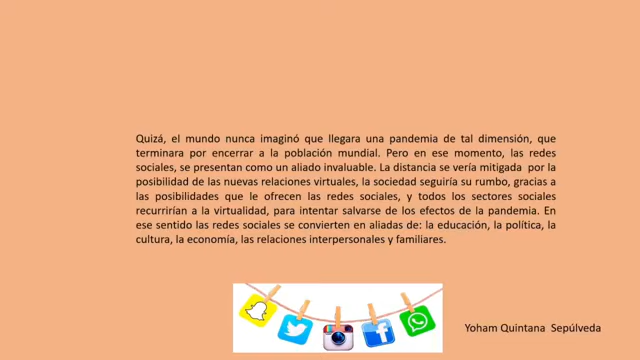 Quizá, el mundo nunca imaginó que llegara una pandemia de tal dimensión, que
terminara por encerrar a la población mundial. Pero en ese momento, las redes
sociales, se presentan como un aliado invaluable. La distancia se vería mitigada por la
posibilidad de las nuevas relaciones virtuales, la sociedad seguiría su rumbo, gracias a
las posibilidades que le ofrecen las redes sociales, y todos los sectores sociales
recurrirían a la virtualidad, para intentar salvarse de los efectos de la pandemia. En
ese sentido las redes sociales se convierten en aliadas de: la educación, la política, la
cultura, la economía, las relaciones interpersonales y familiares.
Yoham Quintana Sepúlveda